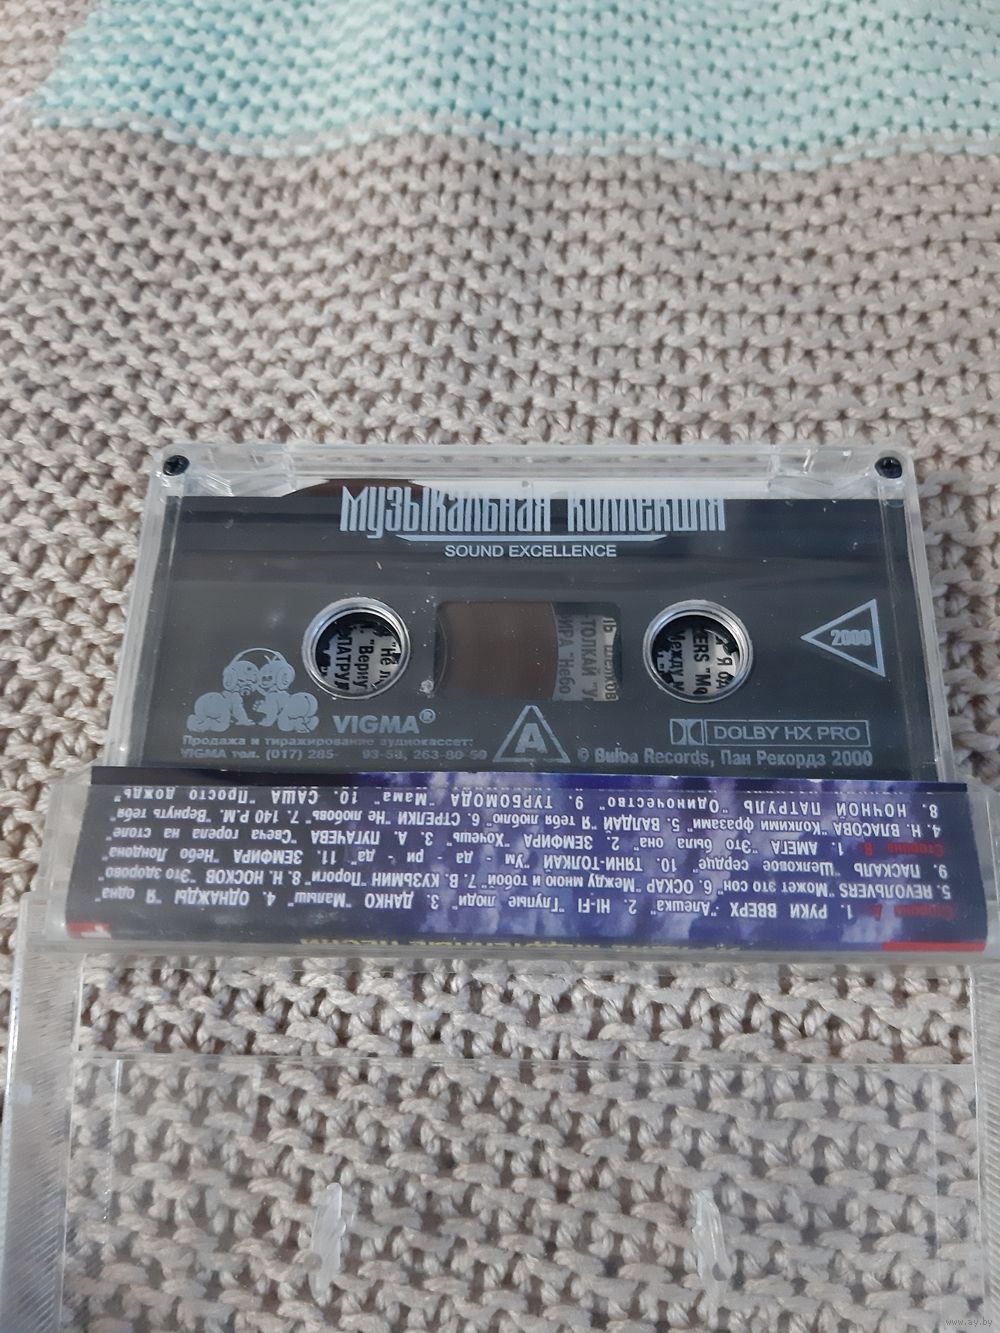 Музыкальная коллекция
SOUND EXCELLENCE
2000
VIGMA®
Продажа и тиражирование аудиокассет:
VIGMA тел. (017) 285- 93-58, 263-80-50
A
DOLBY HX PRO
© Bulba Records, Пан Рекордз 2000
Сторона А 1. РУКИ ВВЕРХ "Алешка" 2. HI-FI "Глупые люди" 3. ДАНКО "Малыш" 4. ОДНАЖДЫ "Я одна"
5. REVOЛЬVERS "Может это сон" 6. ОСКАР "Между мною и тобой" 7. В. КУЗЬМИН "Пороги" 8. Н. НОСКОВ "Это здорово"
9. ПАСКАЛЬ "Шелковое сердце" 10. ТЯНИ-ТОЛКАЙ "Ум - да - ри - да" 11. ЗЕМФИРА "Небо Лондона"
Сторона В 1. АМЕГА "Это была она" 2. ЗЕМФИРА "Хочешь" 3. А. ПУГАЧЕВА "Свеча горела на столе"
4. Н. ВЛАСОВА "Колкими фразами" 5. ВАЛДАЙ "Я тебя люблю" 6. СТРЕЛКИ "Не любовь" 7. 140 Р.М. "Вернуть тебя"
8. НОЧНОЙ ПАТРУЛЬ "Одиночество" 9. ТУРБОМОДА "Мама" 10. САША "Просто дождь"
www.ay.by